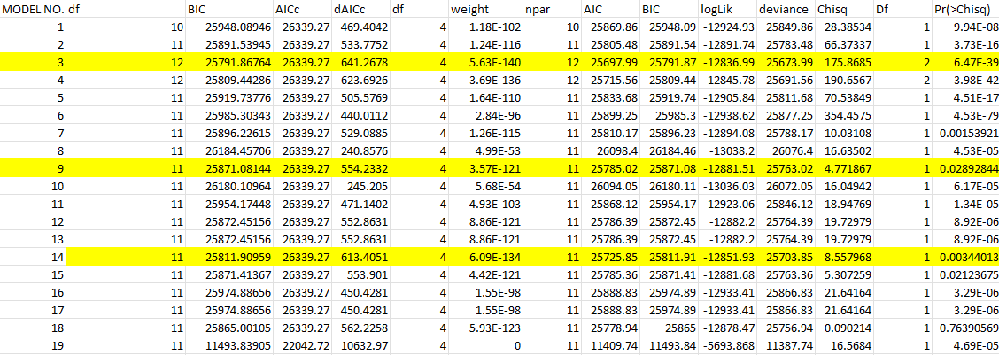 MODEL NO. df BIC AICc dAICc df weight npar AIC BIC logLik deviance Chisq Df Pr(>Chisq)
1 10 25948.08946 26339.27 469.4042 4 1.18E-102 10 25869.86 25948.09 -12924.93 25849.86 28.38534 1 9.94E-08
2 11 25891.53945 26339.27 533.7752 4 1.24E-116 11 25805.48 25891.54 -12891.74 25783.48 66.37337 1 3.73E-16
3 12 25791.86764 26339.27 641.2678 4 5.63E-140 12 25697.99 25791.87 -12836.99 25673.99 175.8685 2 6.47E-39
4 12 25809.44286 26339.27 623.6926 4 3.69E-136 12 25715.56 25809.44 -12845.78 25691.56 190.6567 2 3.98E-42
5 11 25919.73776 26339.27 505.5769 4 1.64E-110 11 25833.68 25919.74 -12905.84 25811.68 70.53849 1 4.51E-17
6 11 25985.30343 26339.27 440.0112 4 2.84E-96 11 25899.25 25985.3 -12938.62 25877.25 354.4575 1 4.53E-79
7 11 25896.22615 26339.27 529.0885 4 1.26E-115 11 25810.17 25896.23 -12894.08 25788.17 10.03108 1 0.00153921
8 11 26184.45706 26339.27 240.8576 4 4.99E-53 11 26098.4 26184.46 -13038.2 26076.4 16.63502 1 4.53E-05
9 11 25871.08144 26339.27 554.2332 4 3.57E-121 11 25785.02 25871.08 -12881.51 25763.02 4.771867 1 0.02892844
10 11 26180.10964 26339.27 245.205 4 5.68E-54 11 26094.05 26180.11 -13036.03 26072.05 16.04942 1 6.17E-05
11 11 25954.17448 26339.27 471.1402 4 4.93E-103 11 25868.12 25954.17 -12923.06 25846.12 18.94769 1 1.34E-05
12 11 25872.45156 26339.27 552.8631 4 8.86E-121 11 25786.39 25872.45 -12882.2 25764.39 19.72979 1 8.92E-06
13 11 25872.45156 26339.27 552.8631 4 8.86E-121 11 25786.39 25872.45 -12882.2 25764.39 19.72979 1 8.92E-06
14 11 25811.90959 26339.27 613.4051 4 6.09E-134 11 25725.85 25811.91 -12851.93 25703.85 8.557968 1 0.00344013
15 11 25871.41367 26339.27 553.901 4 4.42E-121 11 25785.36 25871.41 -12881.68 25763.36 5.307259 1 0.02123675
16 11 25974.88656 26339.27 450.4281 4 1.55E-98 11 25888.83 25974.89 -12933.41 25866.83 21.64164 1 3.29E-06
17 11 25974.88656 26339.27 450.4281 4 1.55E-98 11 25888.83 25974.89 -12933.41 25866.83 21.64164 1 3.29E-06
18 11 25865.00105 26339.27 562.2258 4 5.93E-123 11 25778.94 25865 -12878.47 25756.94 0.090214 1 0.76390569
19 11 11493.83905 22042.72 10632.97 4 0 11 11409.74 11493.84 -5693.868 11387.74 16.5684 1 4.69E-05